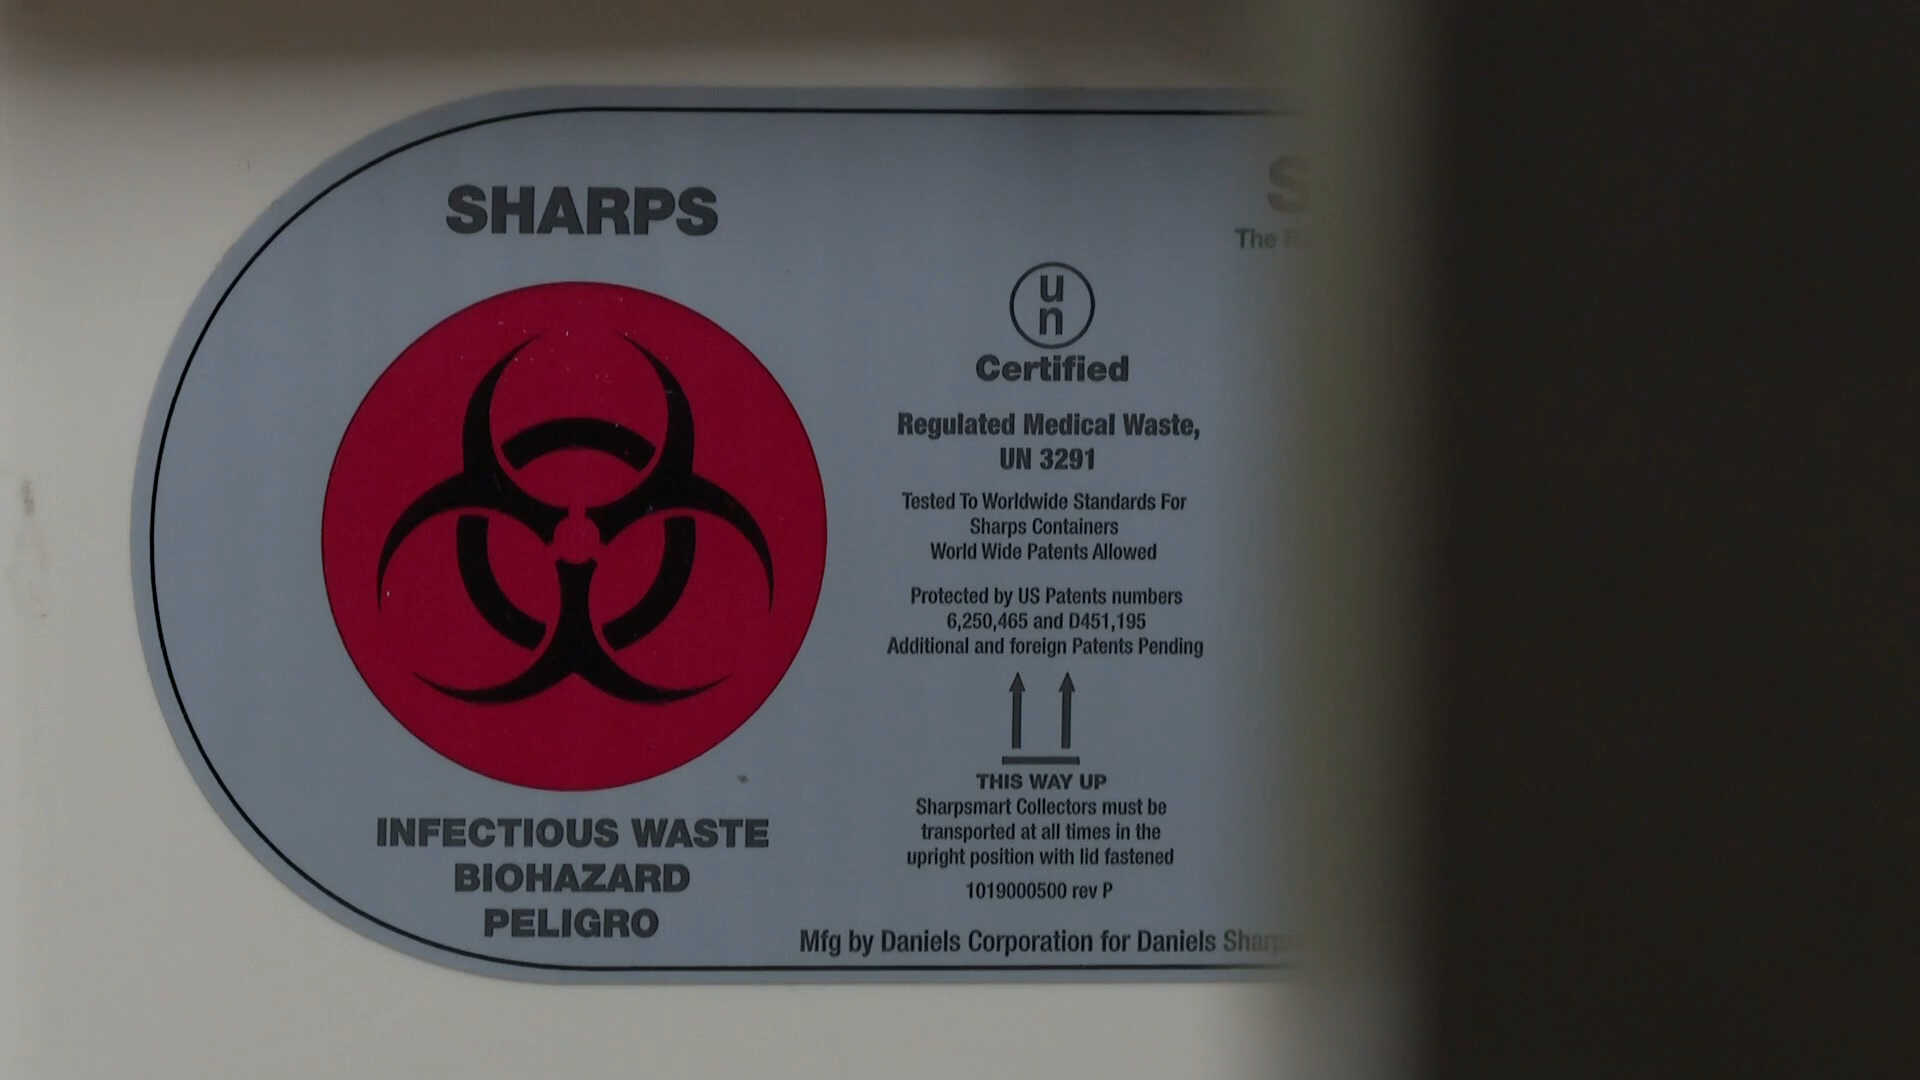 SHARPS
INFECTIOUS WASTE
BIOHAZARD
PELIGRO
un
Certified
Regulated Medical Waste,
UN 3291
Tested To Worldwide Standards For
Sharps Containers
World Wide Patents Allowed
Protected by US Patents numbers
6,250,465 and D451,195
Additional and foreign Patents Pending
THIS WAY UP
Sharpsmart Collectors must be
transported at all times in the
upright position with lid fastened
1019000500 rev P
Mfg by Daniels Corporation for Daniels
The